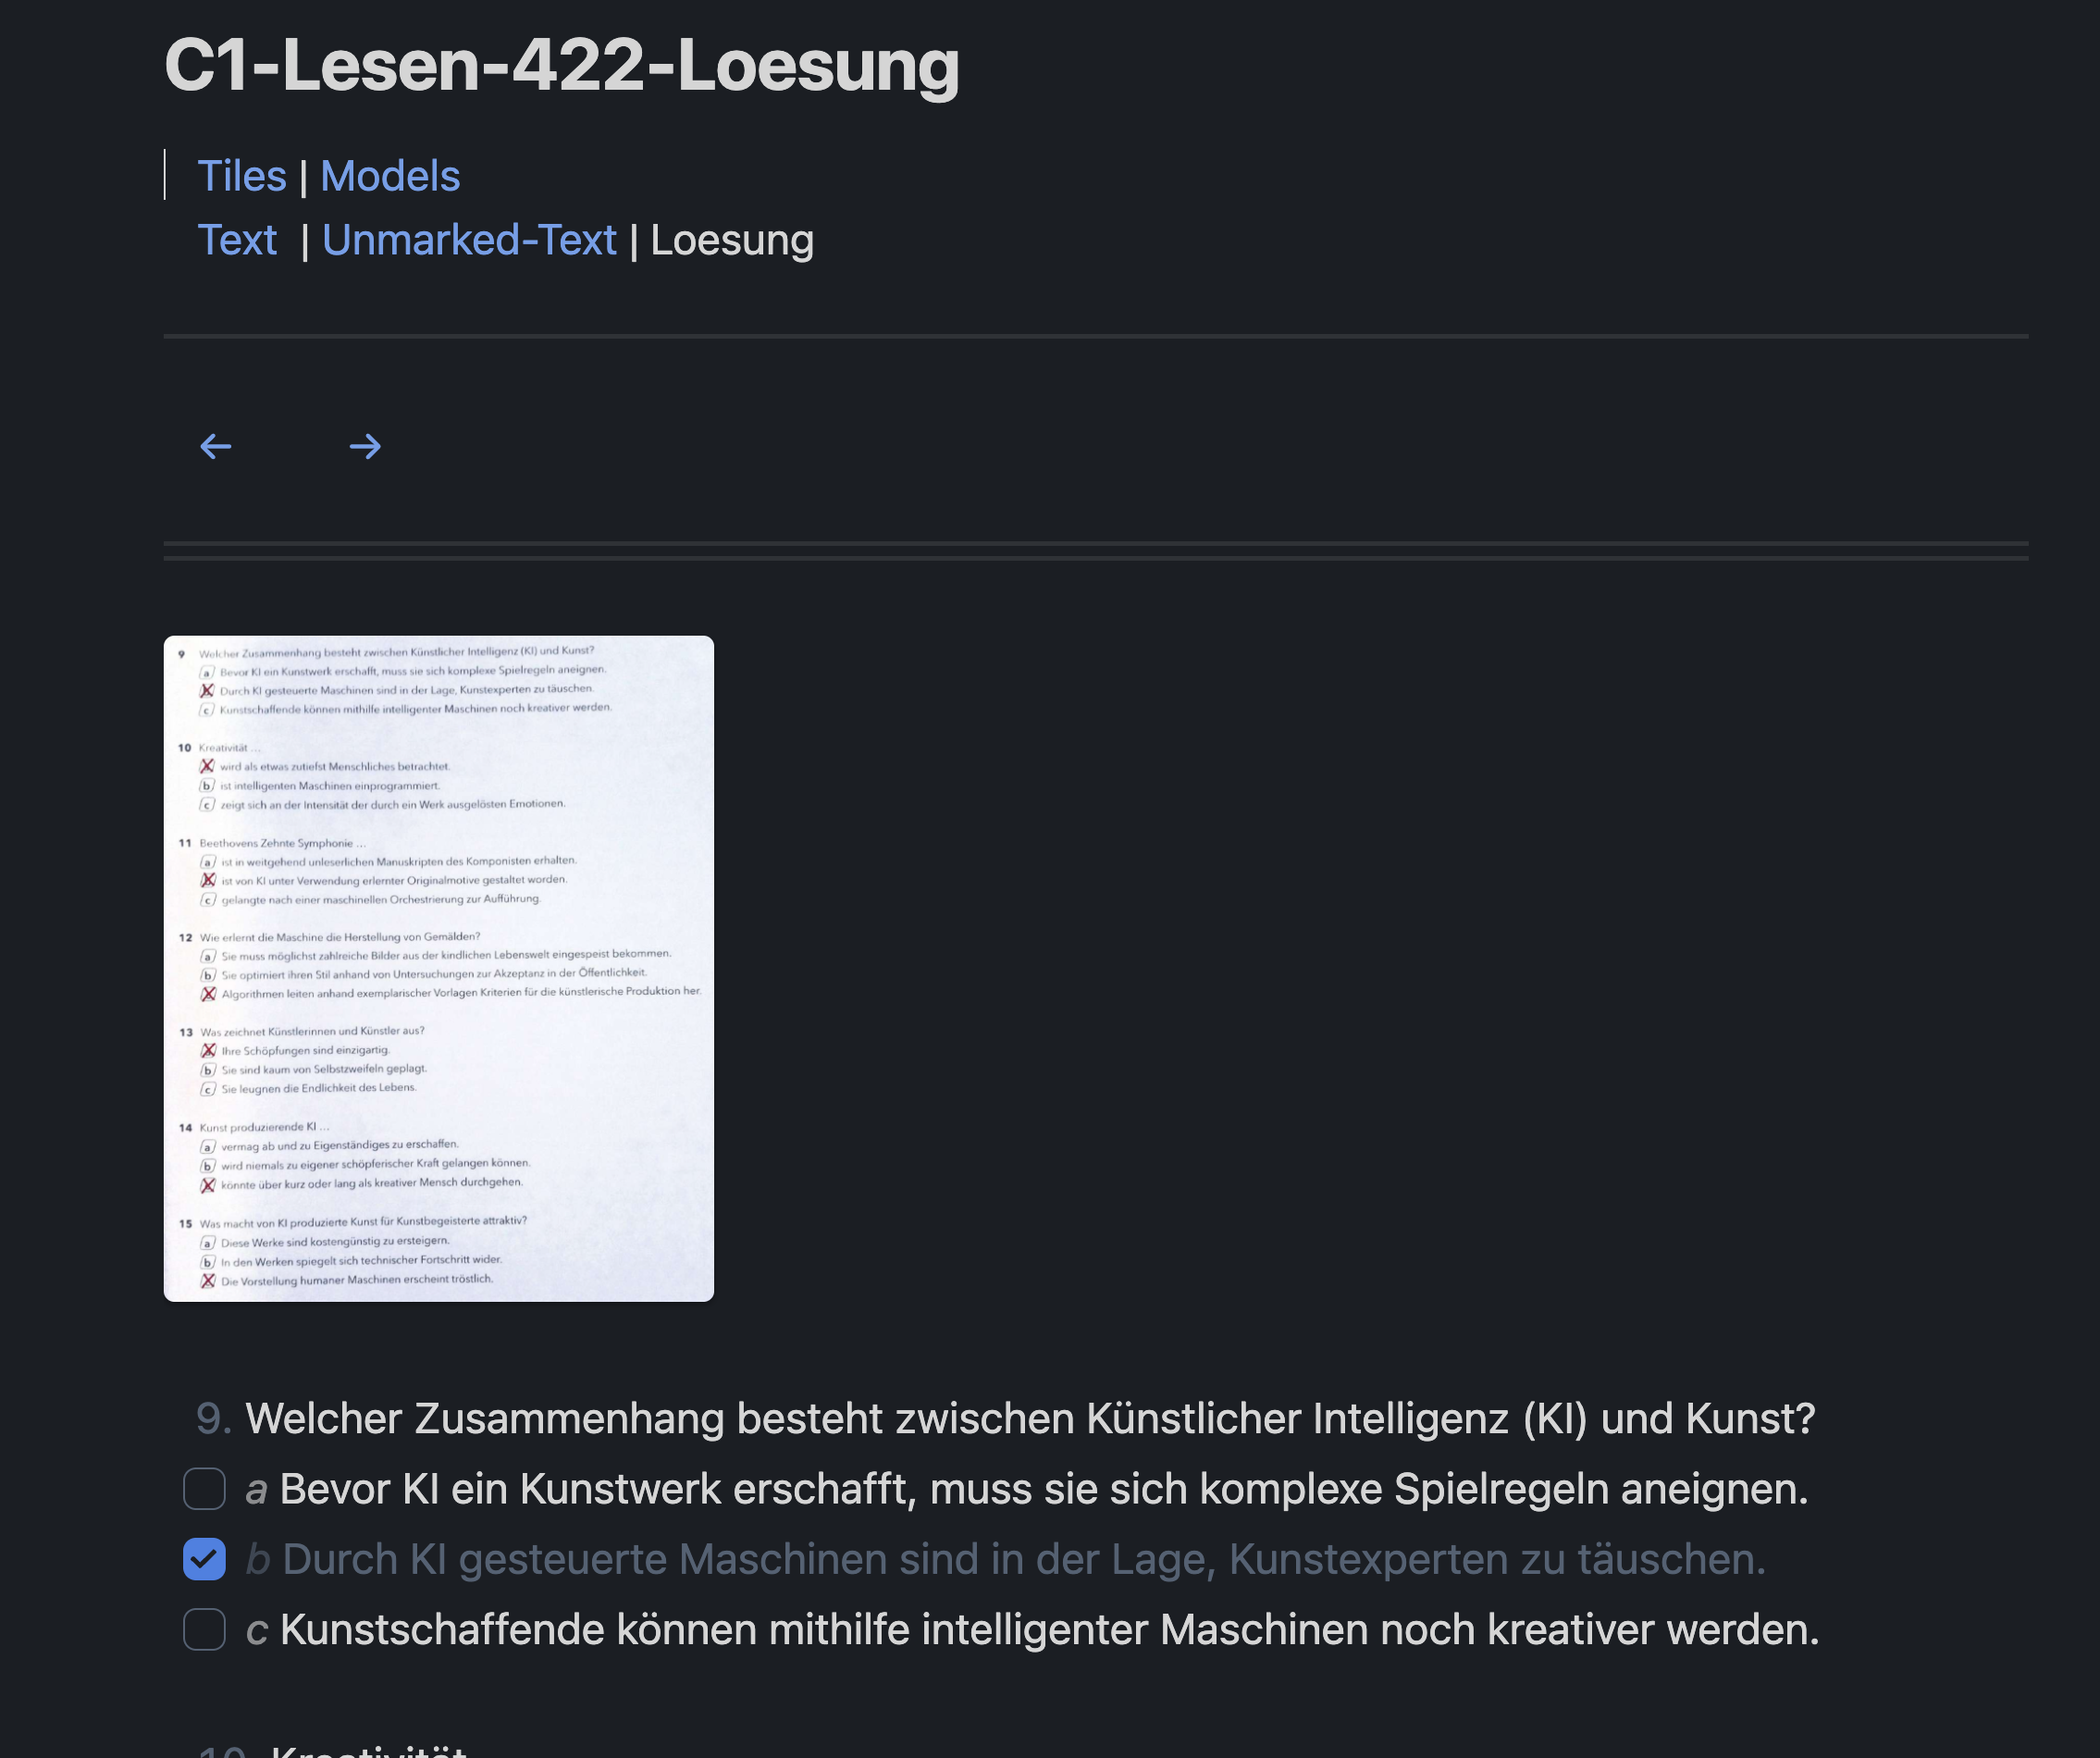 C1-Lesen-422-Loesung
Tiles | Models
Text | Unmarked-Text | Loesung
← →
9 Welcher Zusammenhang besteht zwischen Künstlicher Intelligenz (KI) und Kunst?
a Bevor KI ein Kunstwerk erschafft, muss sie sich komplexe Spielregeln aneignen.
Durch KI gesteuerte Maschinen sind in der Lage, Kunstexperten zu täuschen.
c Kunstschaffende können mithilfe intelligenter Maschinen noch kreativer werden.
10 Kreativität ...
wird als etwas zutiefst Menschliches betrachtet.
b ist intelligenten Maschinen einprogrammiert.
c zeigt sich an der Intensität der durch ein Werk ausgelösten Emotionen.
11 Beethovens Zehnte Symphonie ...
a ist in weitgehend unleserlichen Manuskripten des Komponisten erhalten.
ist von KI unter Verwendung erlernter Originalmotive gestaltet worden.
c gelangte nach einer maschinellen Orchestrierung zur Aufführung.
12 Wie erlernt die Maschine die Herstellung von Gemälden?
a Sie muss möglichst zahlreiche Bilder aus der kindlichen Lebenswelt eingespeist bekommen.
b Sie optimiert ihren Stil anhand von Untersuchungen zur Akzeptanz in der Öffentlichkeit.
Algorithmen leiten anhand exemplarischer Vorlagen Kriterien für die künstlerische Produktion her.
13 Was zeichnet Künstlerinnen und Künstler aus?
Ihre Schöpfungen sind einzigartig.
b Sie sind kaum von Selbstzweifeln geplagt.
c Sie leugnen die Endlichkeit des Lebens.
14 Kunst produzierende KI ...
a vermag ab und zu Eigenständiges zu erschaffen.
b wird niemals zu eigener schöpferischer Kraft gelangen können.
könnte über kurz oder lang als kreativer Mensch durchgehen.
15 Was macht von KI produzierte Kunst für Kunstbegeisterte attraktiv?
a Diese Werke sind kostengünstig zu ersteigern.
b In den Werken spiegelt sich technischer Fortschritt wider.
Die Vorstellung humaner Maschinen erscheint tröstlich.
9. Welcher Zusammenhang besteht zwischen Künstlicher Intelligenz (KI) und Kunst?
a Bevor KI ein Kunstwerk erschafft, muss sie sich komplexe Spielregeln aneignen.
b Durch KI gesteuerte Maschinen sind in der Lage, Kunstexperten zu täuschen.
c Kunstschaffende können mithilfe intelligenter Maschinen noch kreativer werden.
10. Kreativität